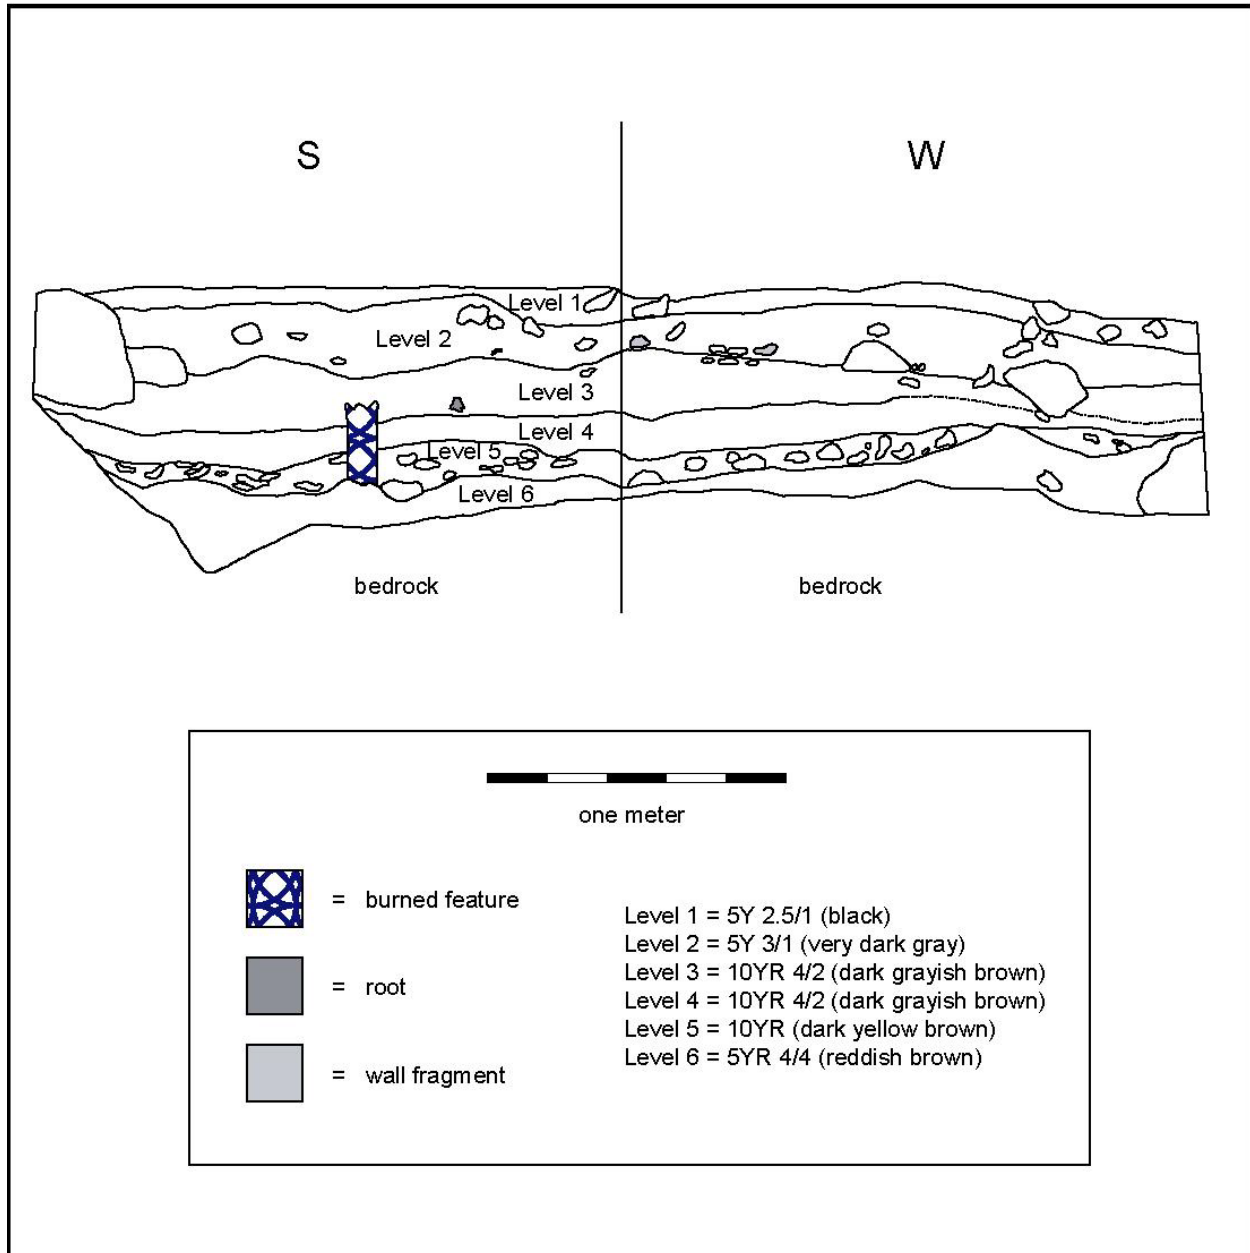 S
W
Level 1
Level 2
Level 3
Level 4
Level 5
Level 6
bedrock
bedrock
one meter
= burned feature
= root
= wall fragment
Level 1 = 5Y 2.5/1 (black)
Level 2 = 5Y 3/1 (very dark gray)
Level 3 = 10YR 4/2 (dark grayish brown)
Level 4 = 10YR 4/2 (dark grayish brown)
Level 5 = 10YR (dark yellow brown)
Level 6 = 5YR 4/4 (reddish brown)